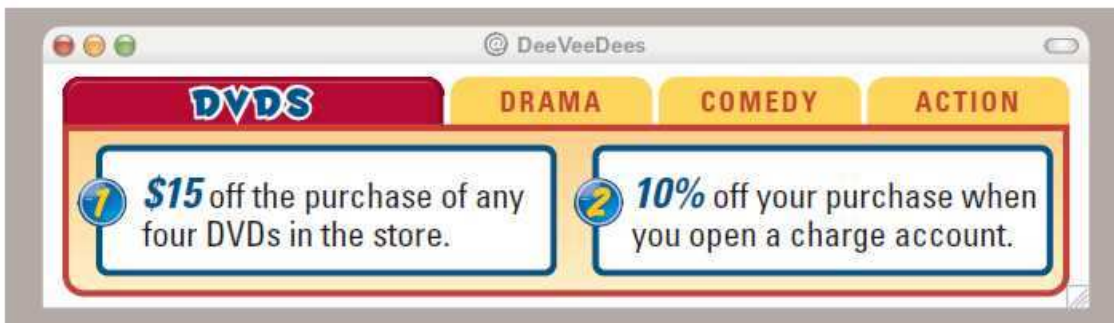 @ DeeVeeDees
DVDS
DRAMA
COMEDY
ACTION
1
$15 off the purchase of any
four DVDs in the store.
2
10% off your purchase when
you open a charge account.